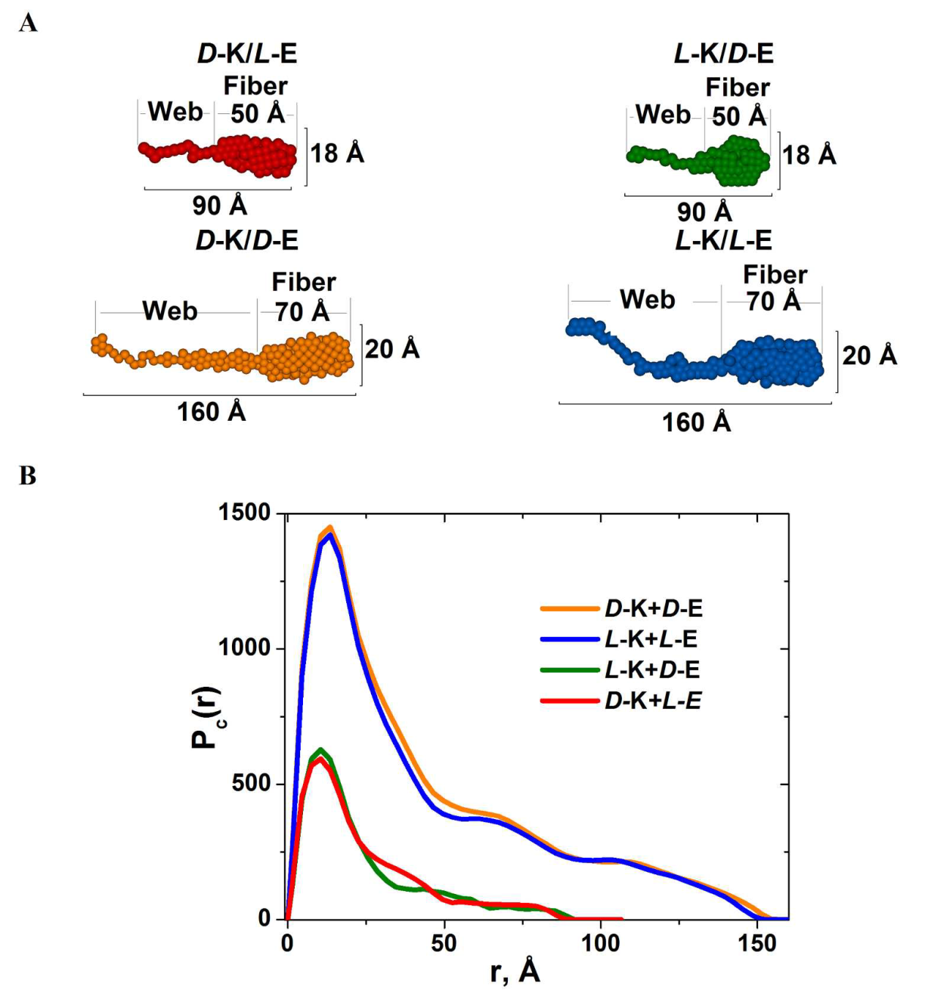 A
D-K/L-E
L-K/D-E
Fiber
Fiber
Web
50 Å
Web
50 Å
18 Å
18 Å
90 Å
90 Å
D-K/D-E
L-K/L-E
Fiber
Fiber
Web
70 Å
Web
70 Å
20 Å
20 Å
160 Å
160 Å
B
1500
1000
500
0
Pc(r)
D-K+D-E
L-K+L-E
L-K+D-E
D-K+L-E
0
50
100
150
r, Å